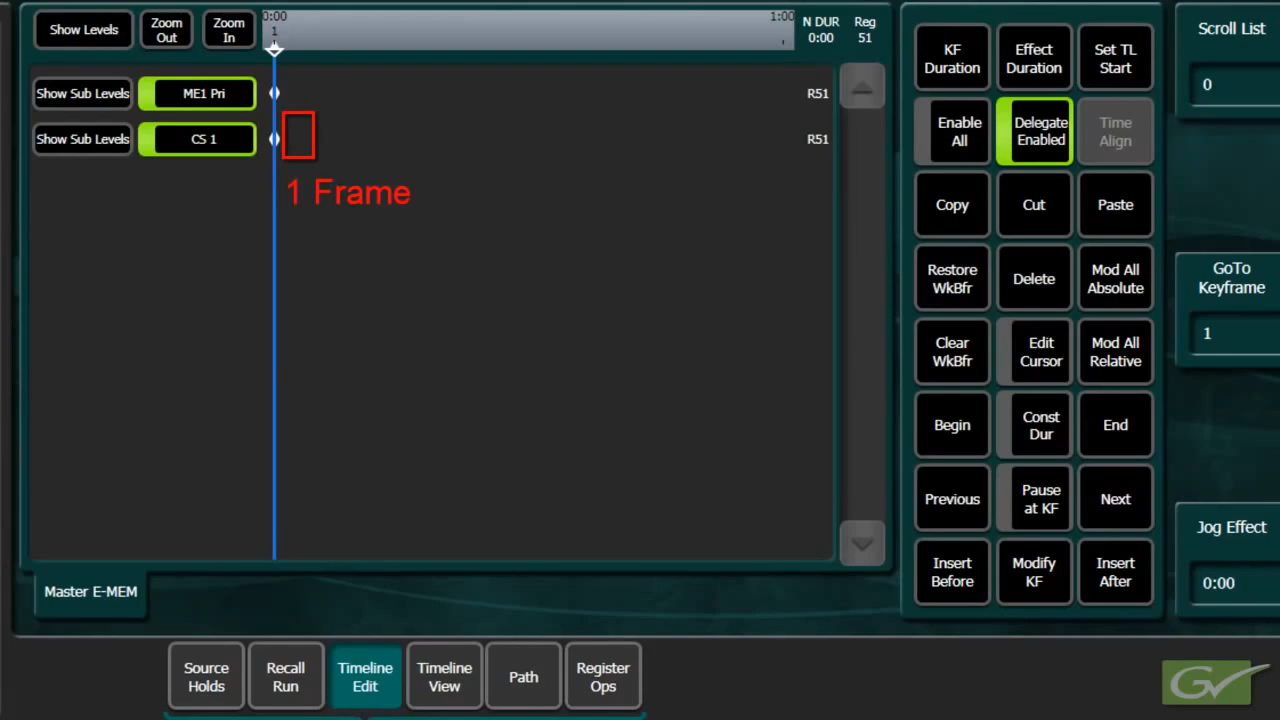 Show Levels
Zoom
Out
Zoom
In
0:00
1
1:00
N DUR
0:00
Reg
51
Show Sub Levels
ME1 Pri
R51
Show Sub Levels
CS 1
R51
1 Frame
Master E-MEM
KF
Duration
Effect
Duration
Set TL
Start
Enable
All
Delegate
Enabled
Time
Align
Copy
Cut
Paste
Restore
WkBfr
Delete
Mod All
Absolute
Clear
WkBfr
Edit
Cursor
Mod All
Relative
Begin
Const
Dur
End
Previous
Pause
at KF
Next
Insert
Before
Modify
KF
Insert
After
Scroll List
0
GoTo
Keyframe
1
Jog Effect
0:00
Source
Holds
Recall
Run
Timeline
Edit
Timeline
View
Path
Register
Ops
GV